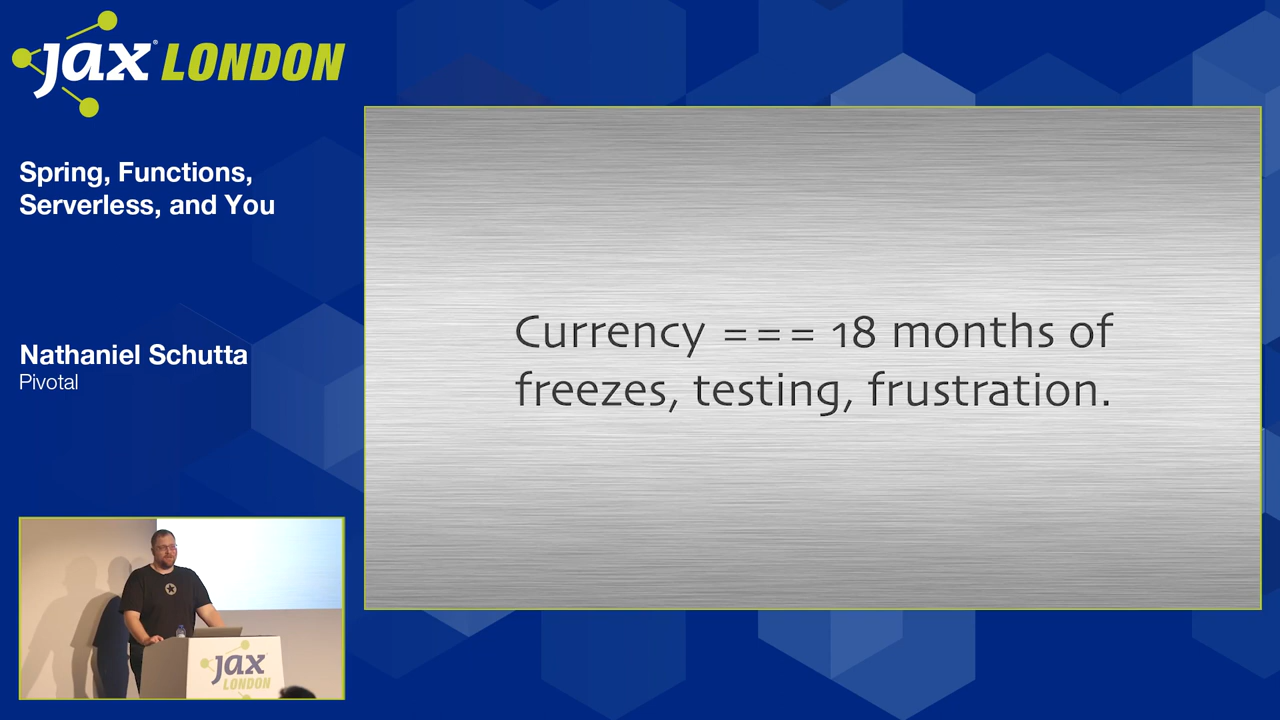 jax LONDON
Spring, Functions,
Serverless, and You
Nathaniel Schutta
Pivotal
Currency === 18 months of
freezes, testing, frustration.
jax
LONDON